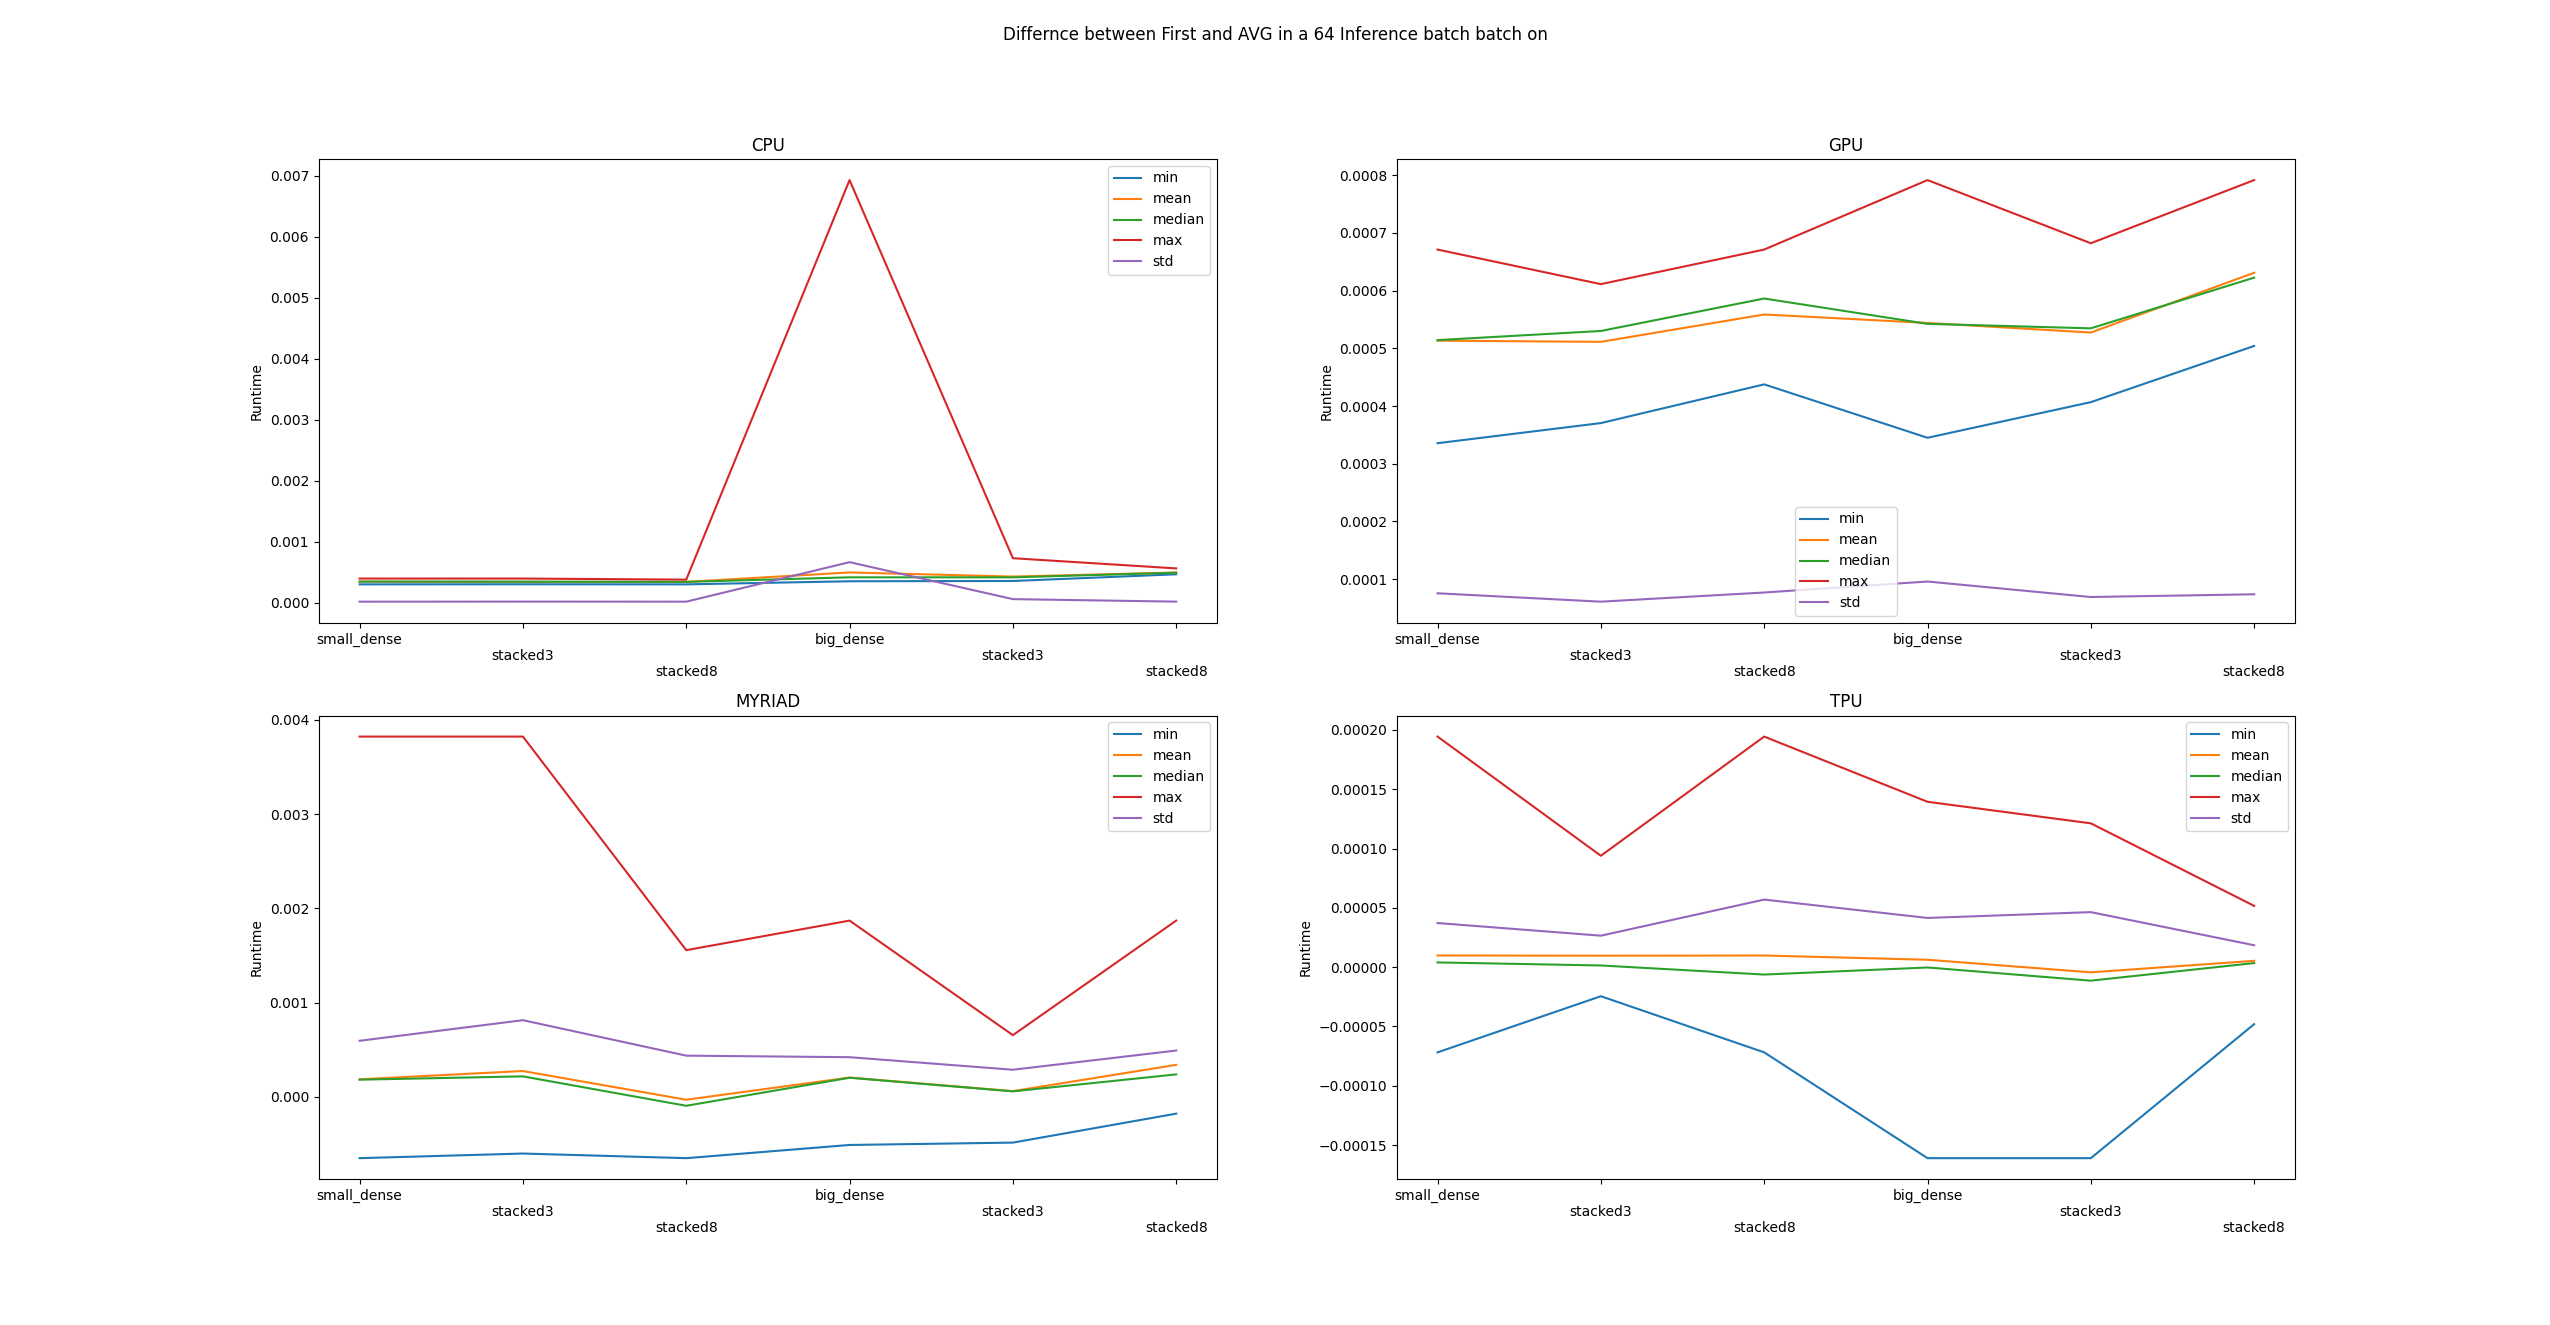 Differnce between First and AVG in a 64 Inference batch batch on
CPU
Runtime
0.007
0.006
0.005
0.004
0.003
0.002
0.001
0.000
min
mean
median
max
std
small_dense
stacked3
stacked8
big_dense
stacked3
stacked8
GPU
Runtime
0.0008
0.0007
0.0006
0.0005
0.0004
0.0003
0.0002
0.0001
min
mean
median
max
std
small_dense
stacked3
stacked8
big_dense
stacked3
stacked8
MYRIAD
Runtime
0.004
0.003
0.002
0.001
0.000
min
mean
median
max
std
small_dense
stacked3
stacked8
big_dense
stacked3
stacked8
TPU
Runtime
0.00020
0.00015
0.00010
0.00005
0.00000
−0.00005
−0.00010
−0.00015
min
mean
median
max
std
small_dense
stacked3
stacked8
big_dense
stacked3
stacked8